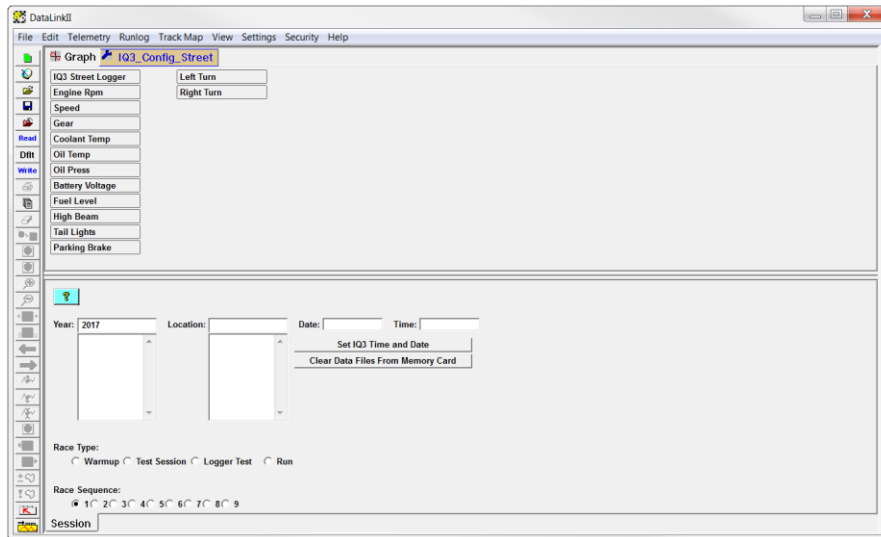 DataLinkII
File Edit Telemetry Runlog Track Map View Settings Security Help
Graph IQ3_Config_Street
IQ3 Street Logger Left Turn
Engine Rpm Right Turn
Speed
Gear
Read Coolant Temp
Dflt Oil Temp
Write Oil Press
Battery Voltage
Fuel Level
High Beam
Tail Lights
Parking Brake
?
Year: 2017 Location: Date: Time:
Set IQ3 Time and Date
Clear Data Files From Memory Card
Race Type:
Warmup Test Session Logger Test Run
Race Sequence:
1 2 3 4 5 6 7 8 9
Session